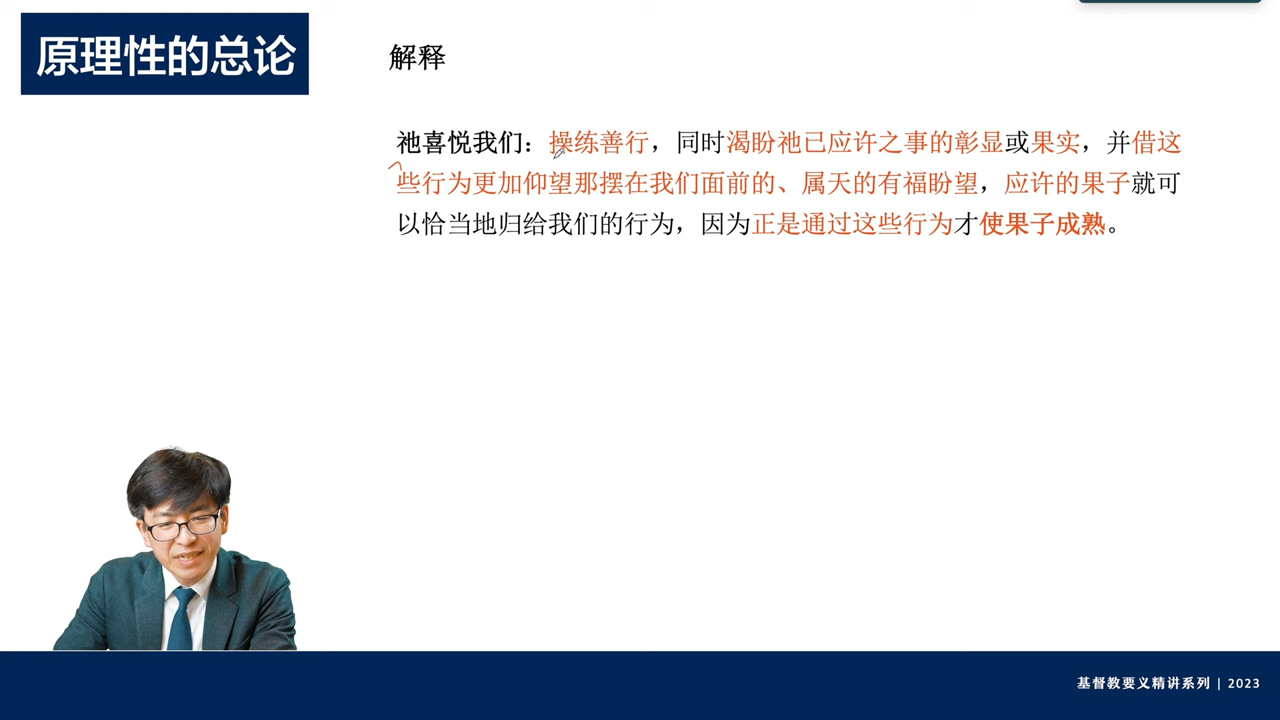 原理性的总论
解释
祂喜悦我们：操练善行，同时渴盼祂已应许之事的彰显或果实，并借这
些行为更加仰望那摆在我们面前的、属天的有福盼望，应许的果子就可
以恰当地归给我们的行为，因为正是通过这些行为才使果子成熟。
基督教要义精讲系列 | 2023